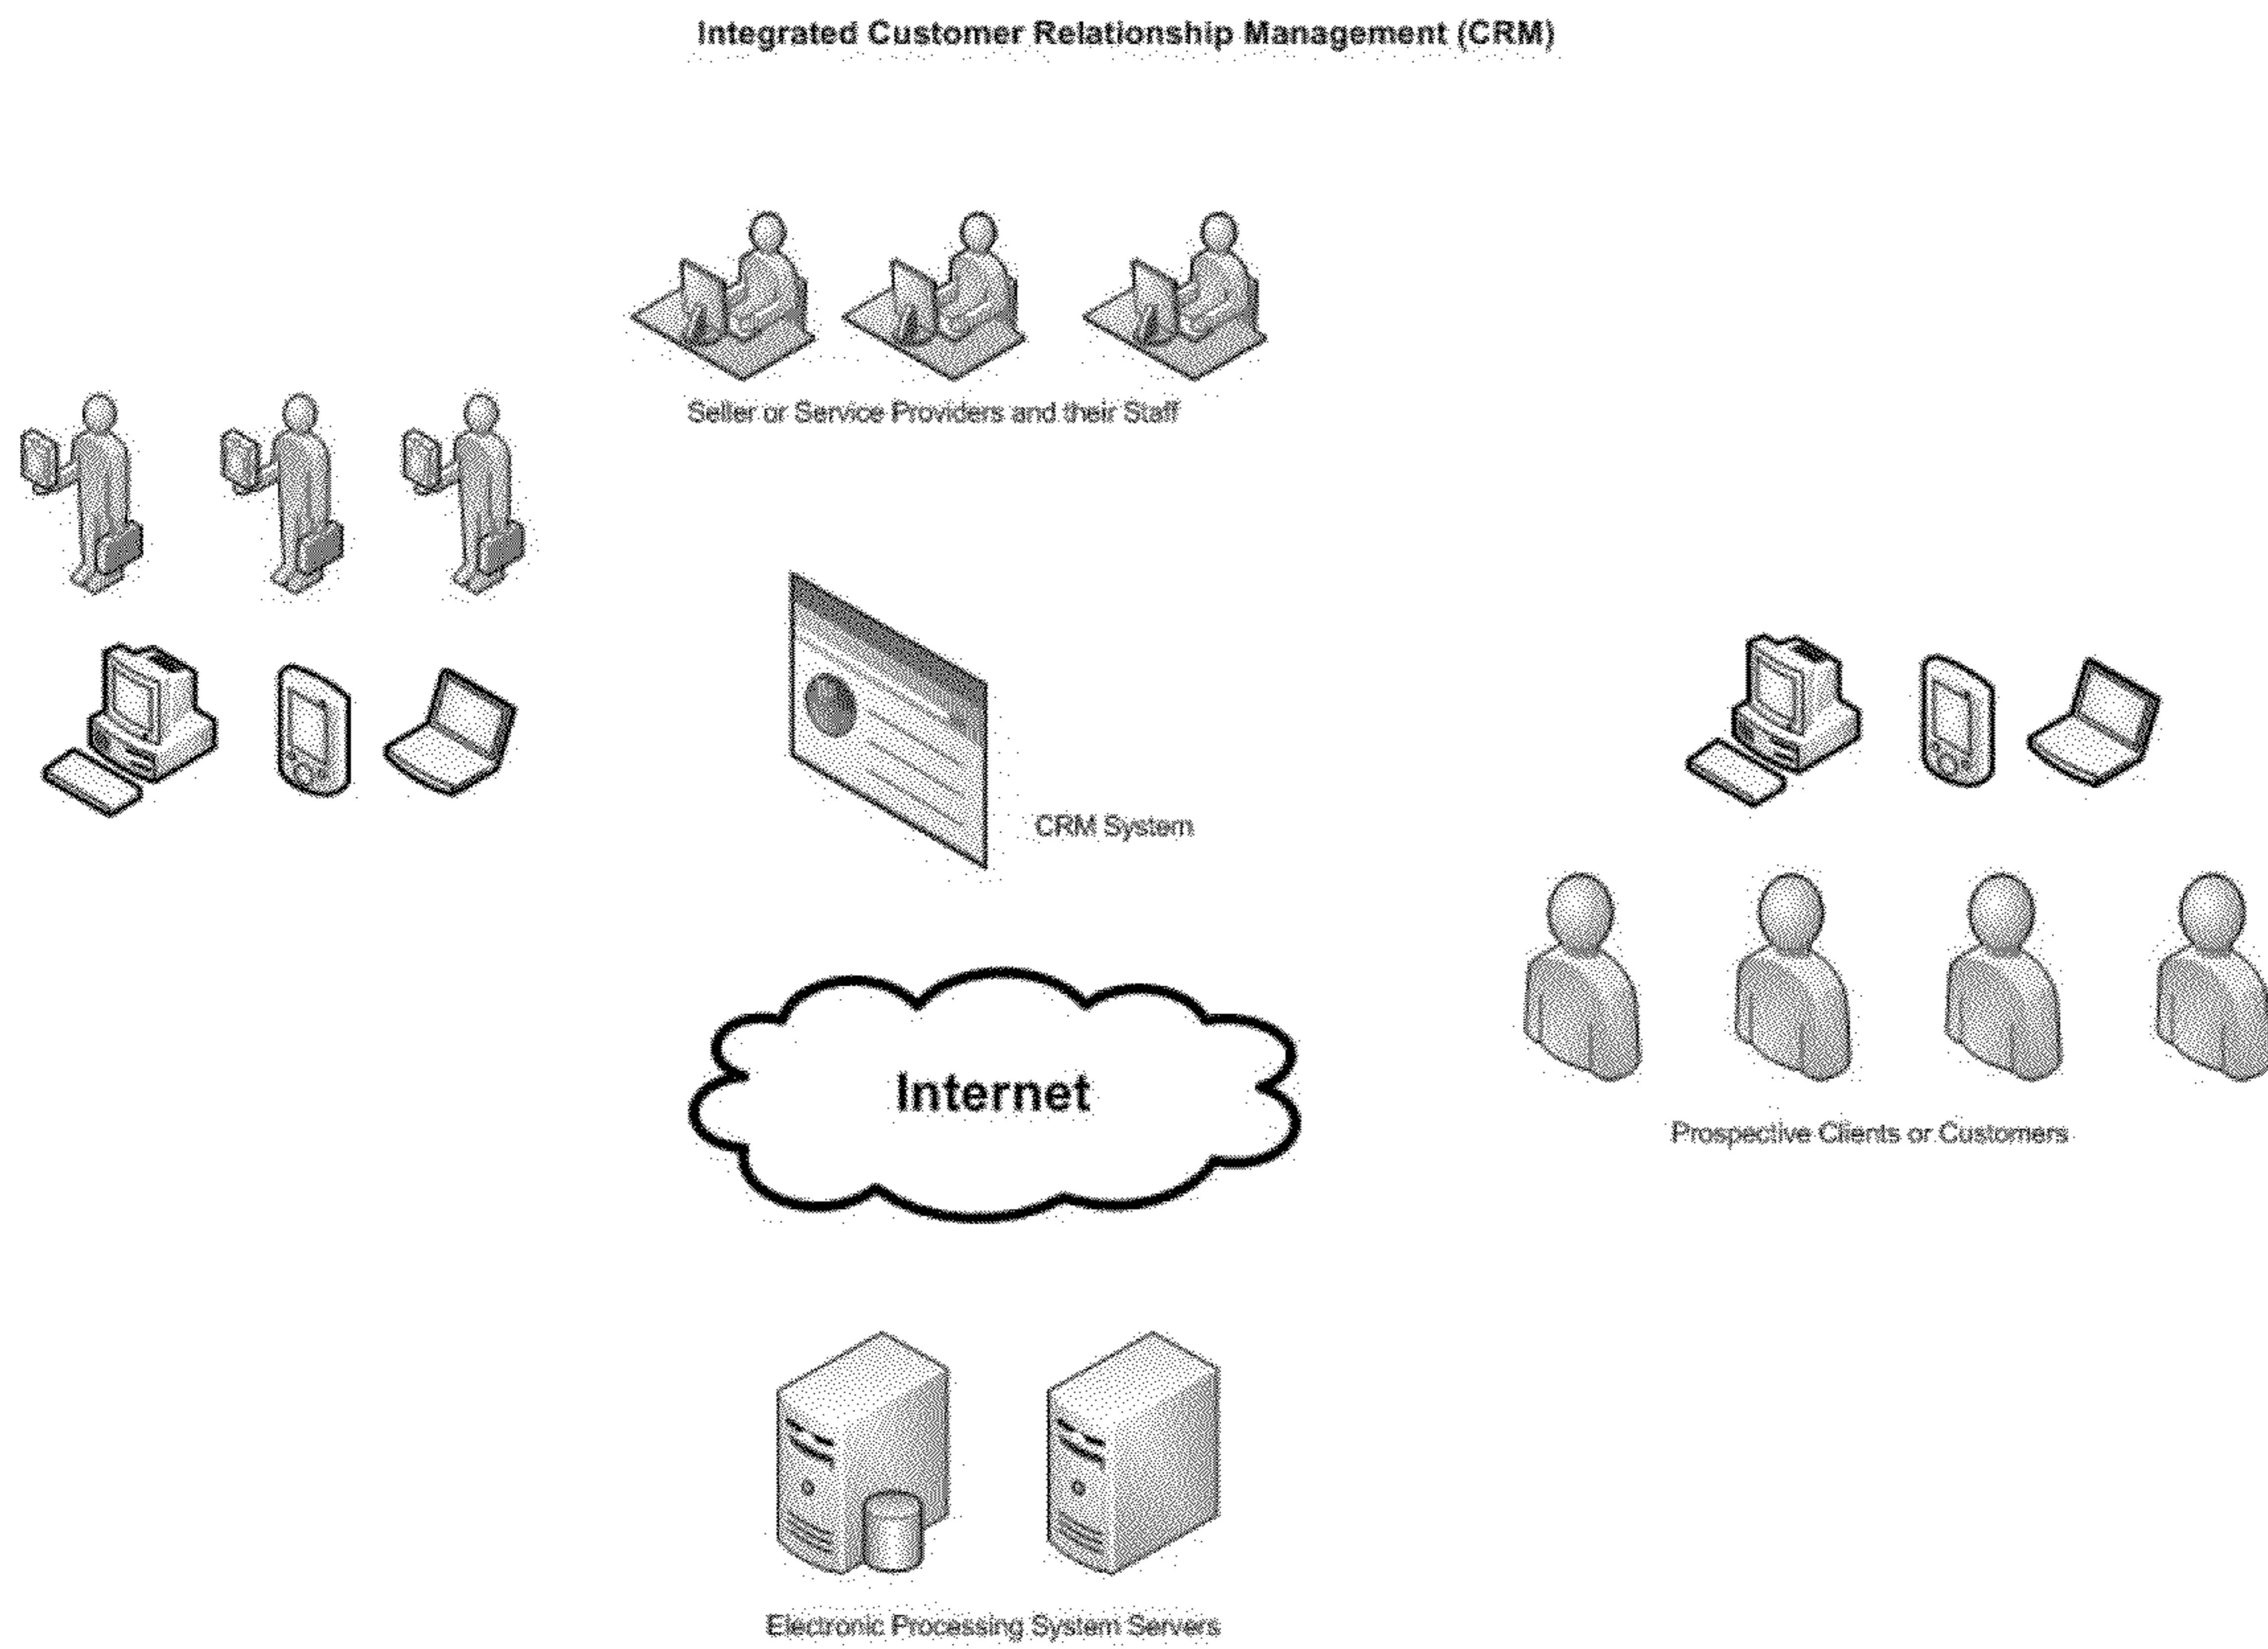 Integrated Customer Relationship Management (CRM)
Seller or Service Providers and their Staff
CRM System
Internet
Prospective Clients or Customers
Electronic Processing System Servers